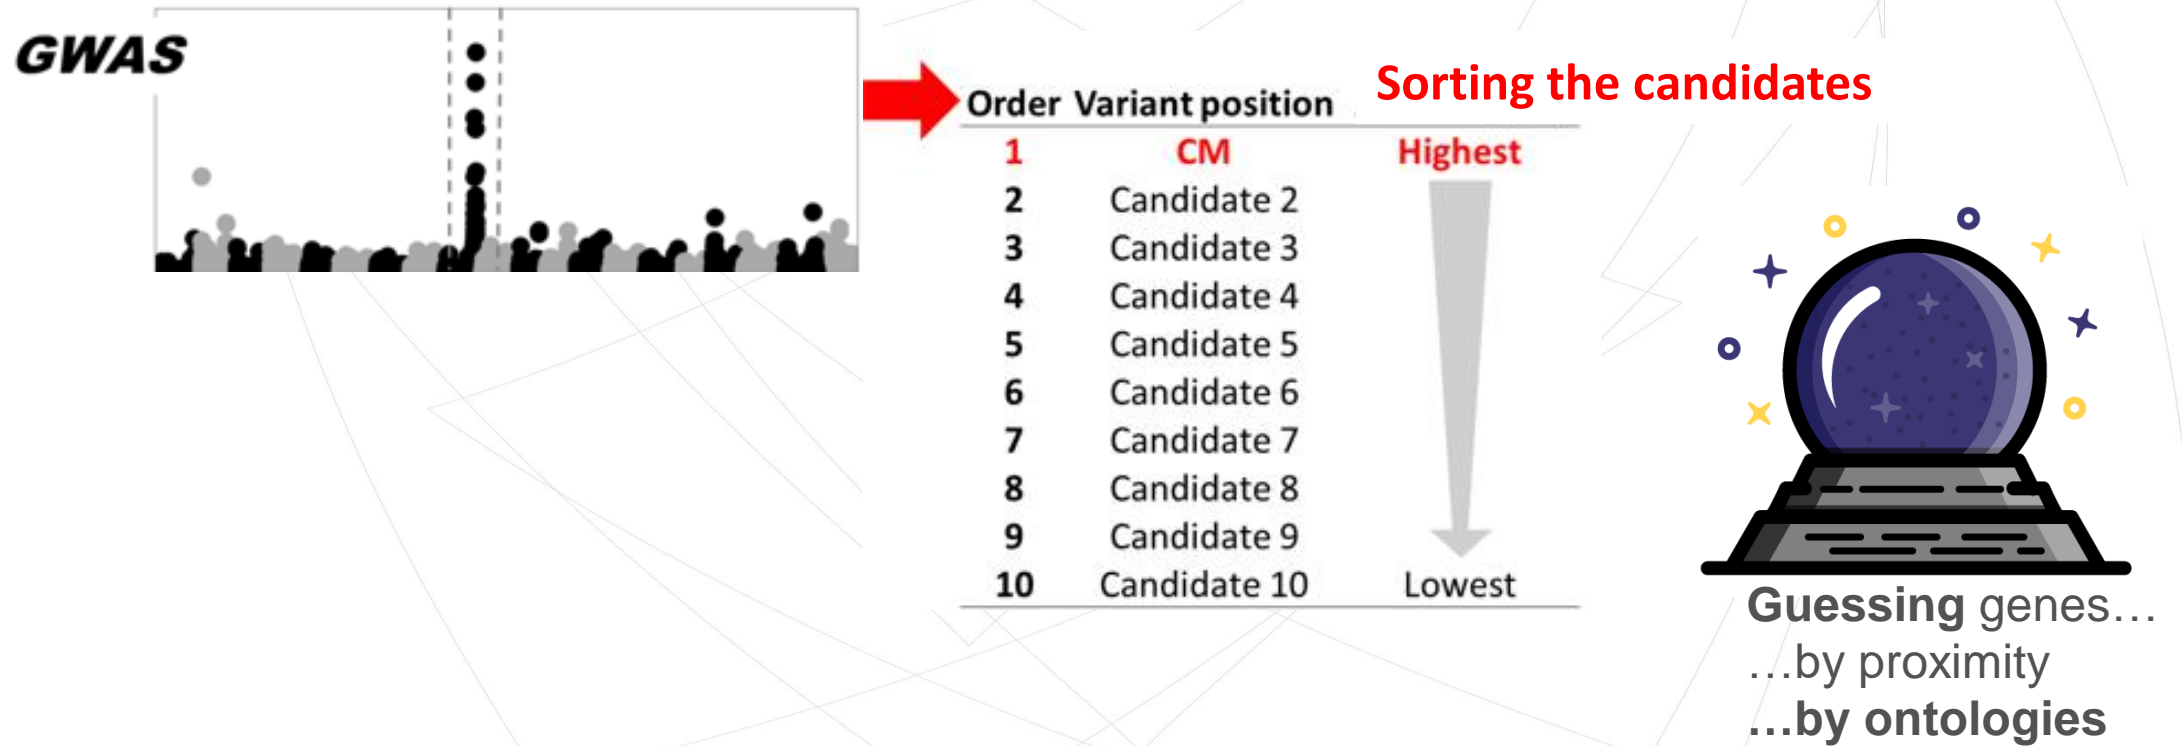 GWAS
Sorting the candidates
Order Variant position
1 CM Highest
2 Candidate 2
3 Candidate 3
4 Candidate 4
5 Candidate 5
6 Candidate 6
7 Candidate 7
8 Candidate 8
9 Candidate 9
10 Candidate 10 Lowest
Guessing genes…
…by proximity
…by ontologies